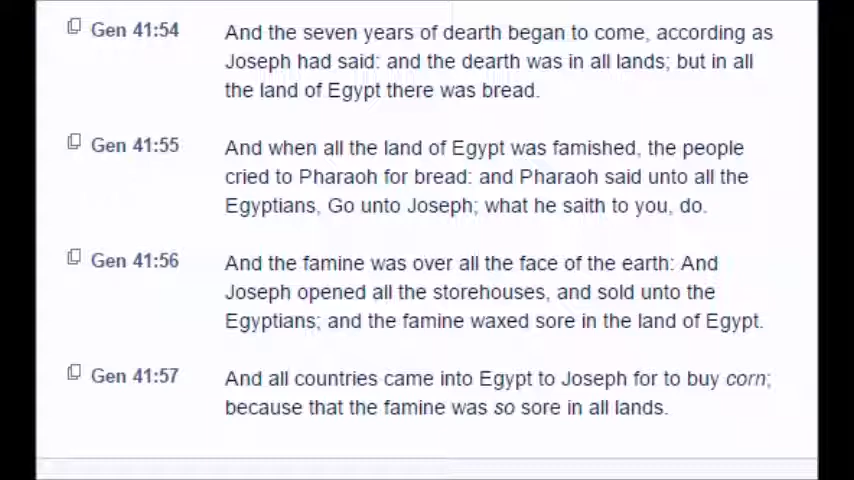 Gen 41:54 And the seven years of dearth began to come, according as
Joseph had said: and the dearth was in all lands; but in all
the land of Egypt there was bread.
Gen 41:55 And when all the land of Egypt was famished, the people
cried to Pharaoh for bread: and Pharaoh said unto all the
Egyptians, Go unto Joseph; what he saith to you, do.
Gen 41:56 And the famine was over all the face of the earth: And
Joseph opened all the storehouses, and sold unto the
Egyptians; and the famine waxed sore in the land of Egypt.
Gen 41:57 And all countries came into Egypt to Joseph for to buy corn;
because that the famine was so sore in all lands.